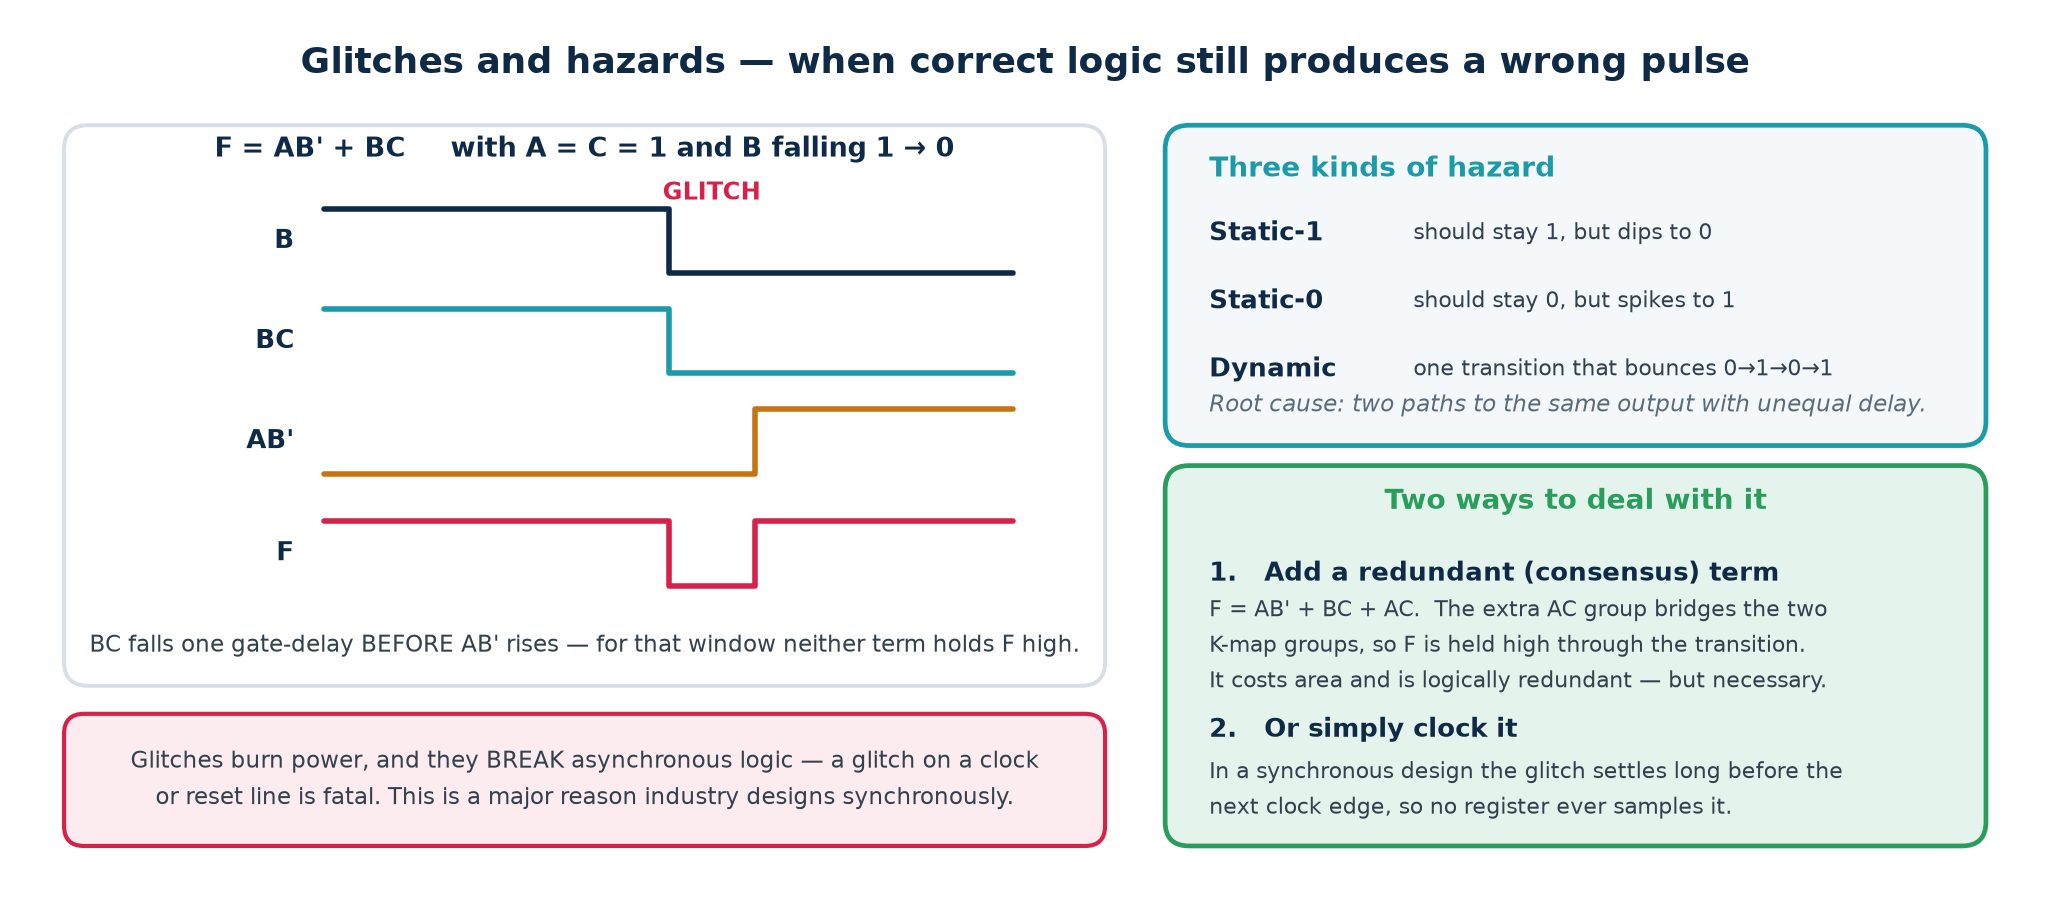 Glitches and hazards — when correct logic still produces a wrong pulse
F = AB' + BC     with A = C = 1 and B falling 1 → 0
GLITCH
B
BC
AB'
F
BC falls one gate-delay BEFORE AB' rises — for that window neither term holds F high.
Glitches burn power, and they BREAK asynchronous logic — a glitch on a clock
or reset line is fatal. This is a major reason industry designs synchronously.
Three kinds of hazard
Static-1 should stay 1, but dips to 0
Static-0 should stay 0, but spikes to 1
Dynamic one transition that bounces 0→1→0→1
Root cause: two paths to the same output with unequal delay.
Two ways to deal with it
1. Add a redundant (consensus) term
F = AB' + BC + AC.  The extra AC group bridges the two
K-map groups, so F is held high through the transition.
It costs area and is logically redundant — but necessary.
2. Or simply clock it
In a synchronous design the glitch settles long before the
next clock edge, so no register ever samples it.